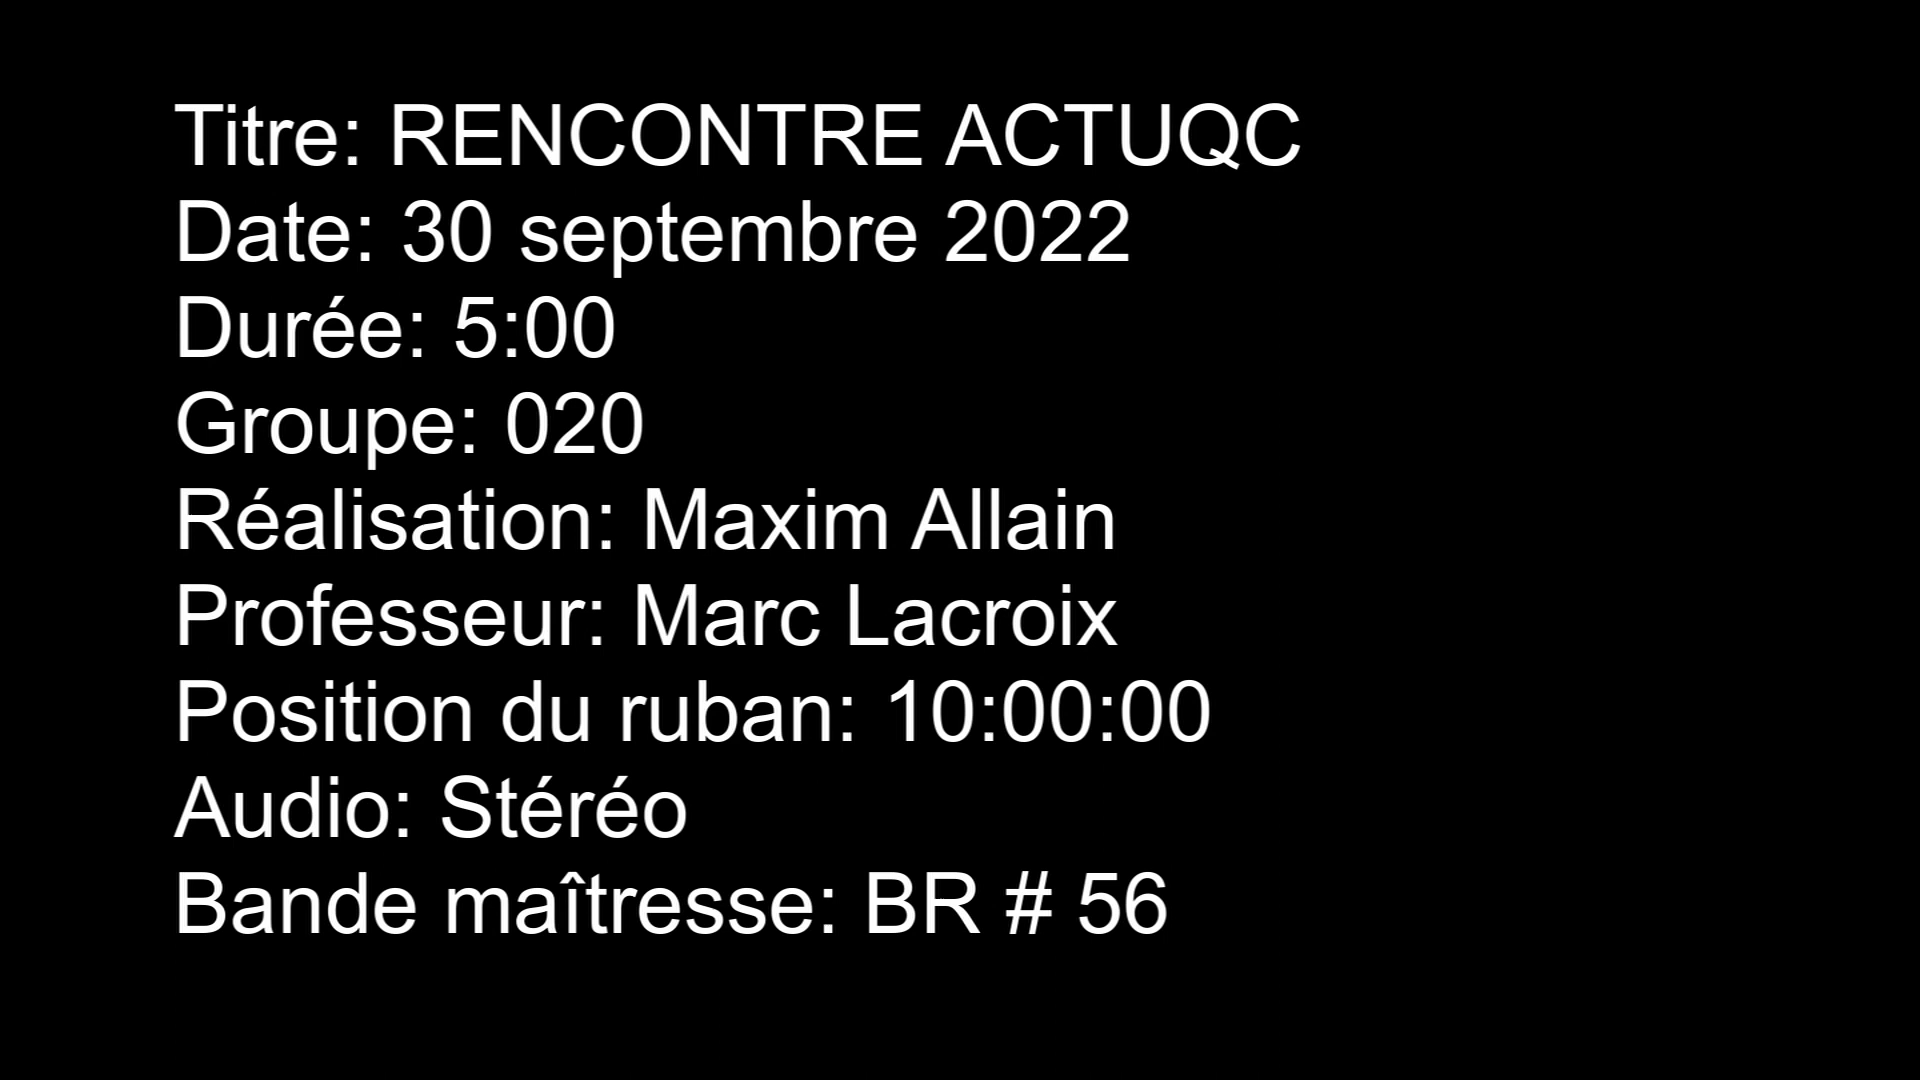 Titre: RENCONTRE ACTUQC
Date: 30 septembre 2022
Durée: 5:00
Groupe: 020
Réalisation: Maxim Allain
Professeur: Marc Lacroix
Position du ruban: 10:00:00
Audio: Stéréo
Bande maîtresse: BR # 56